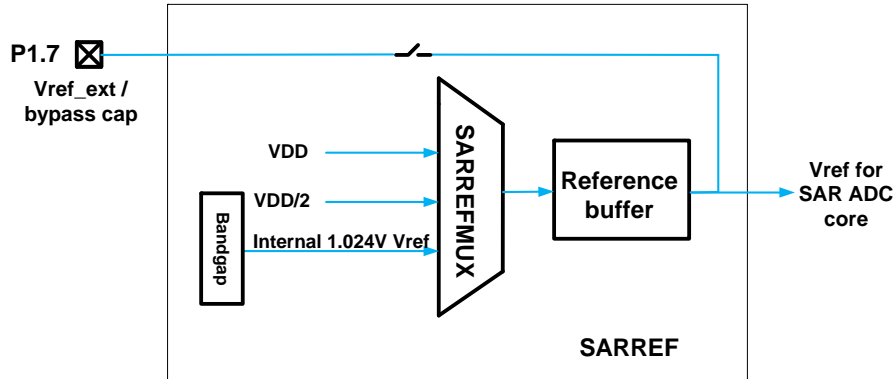 P1.7
Vref_ext /
bypass cap
VDD
VDD/2
Internal 1.024V Vref
Bandgap
SARREFMUX
Reference
buffer
Vref for
SAR ADC
core
SARREF